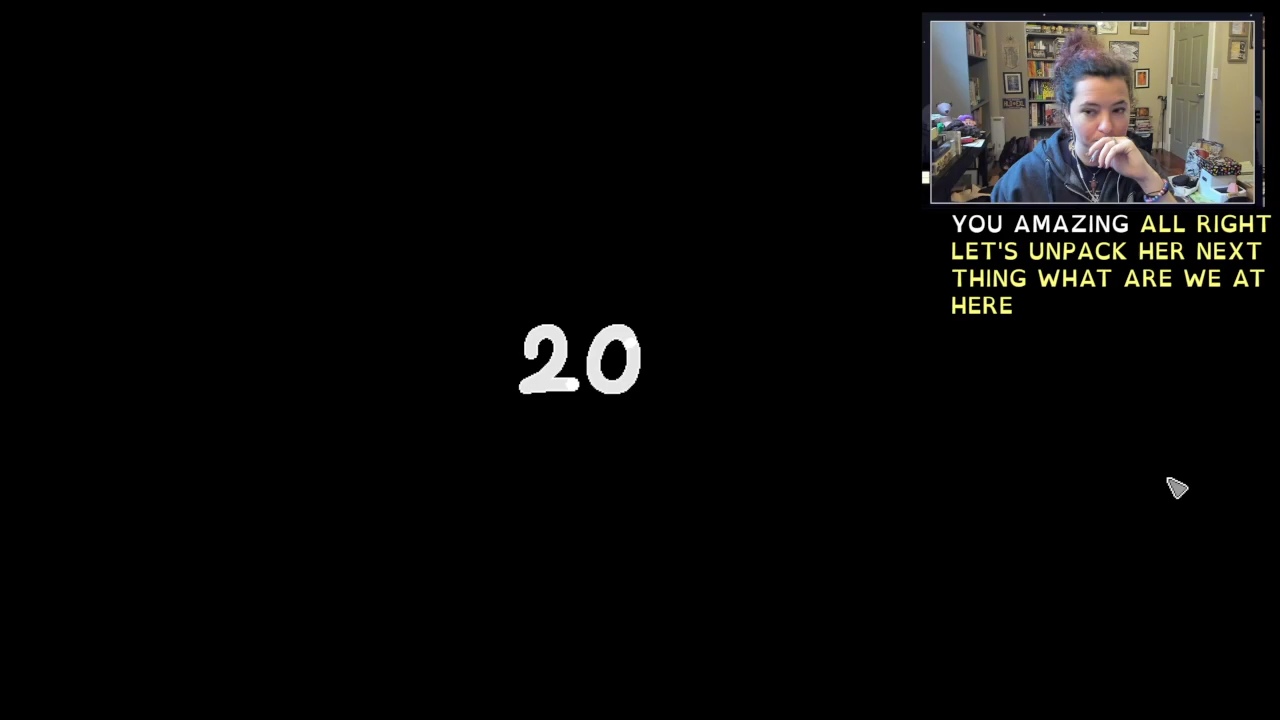 YOU AMAZING ALL RIGHT
LET'S UNPACK HER NEXT
THING WHAT ARE WE AT
HERE
20